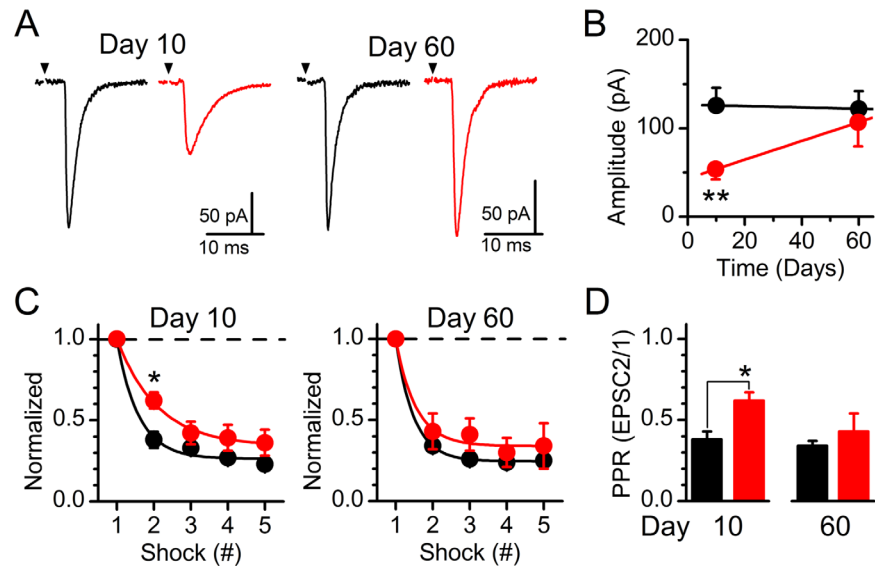 A
Day 10
Day 60
50 pA
10 ms
50 pA
10 ms
B
Amplitude (pA)
200
100
0
**
0 20 40 60
Time (Days)
C
Day 10
Normalized
1.0
0.5
0.0
*
1 2 3 4 5
Shock (#)
Day 60
Normalized
1.0
0.5
0.0
1 2 3 4 5
Shock (#)
D
PPR (EPSC2/1)
1.0
0.5
0.0
*
Day 10 60